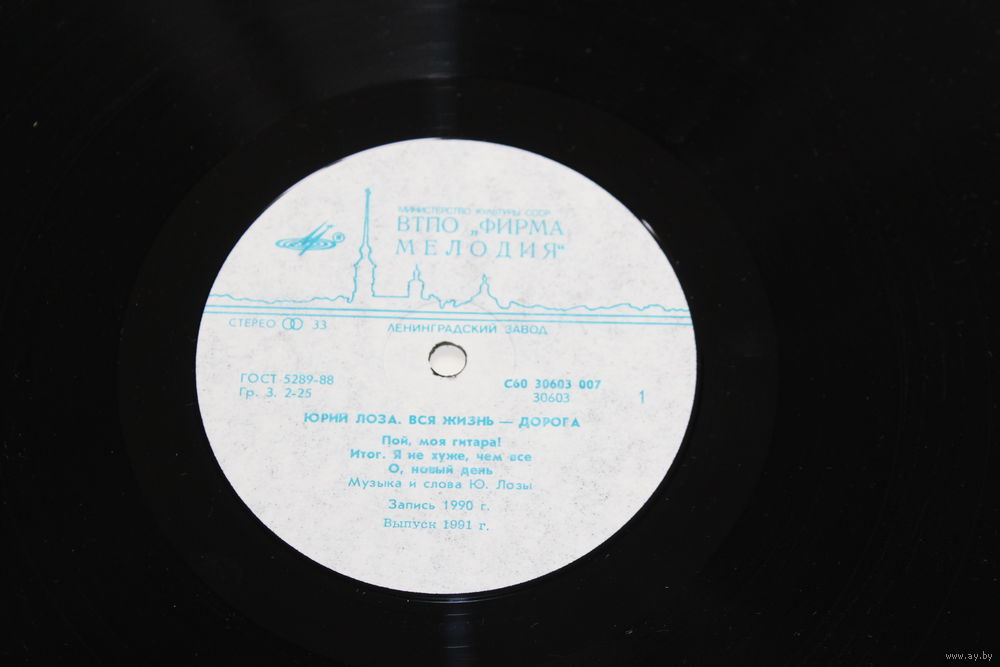 МИНИСТЕРСТВО КУЛЬТУРЫ СССР
ВТПО „ФИРМА
МЕЛОДИЯ“
®
СТЕРЕО 33
ЛЕНИНГРАДСКИЙ ЗАВОД
ГОСТ 5289-88
Гр. 3. 2-25
С60 30603 007
30603
1
ЮРИЙ ЛОЗА. ВСЯ ЖИЗНЬ — ДОРОГА
Пой, моя гитара!
Итог. Я не хуже, чем все
О, новый день
Музыка и слова Ю. Лозы
Запись 1990 г.
Выпуск 1991 г.
www.ay.by